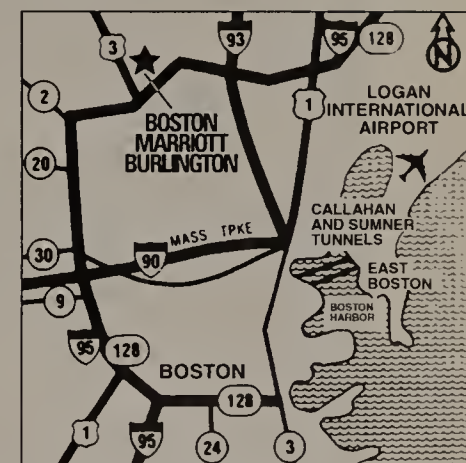 3
93
95
128
N
2
1
LOGAN
INTERNATIONAL
AIRPORT
BOSTON
MARRIOTT
BURLINGTON
20
CALLAHAN
AND SUMNER
TUNNELS
MASS TPKE
30
90
EAST
BOSTON
9
BOSTON
HARBOR
95
128
BOSTON
128
1
95
24
3